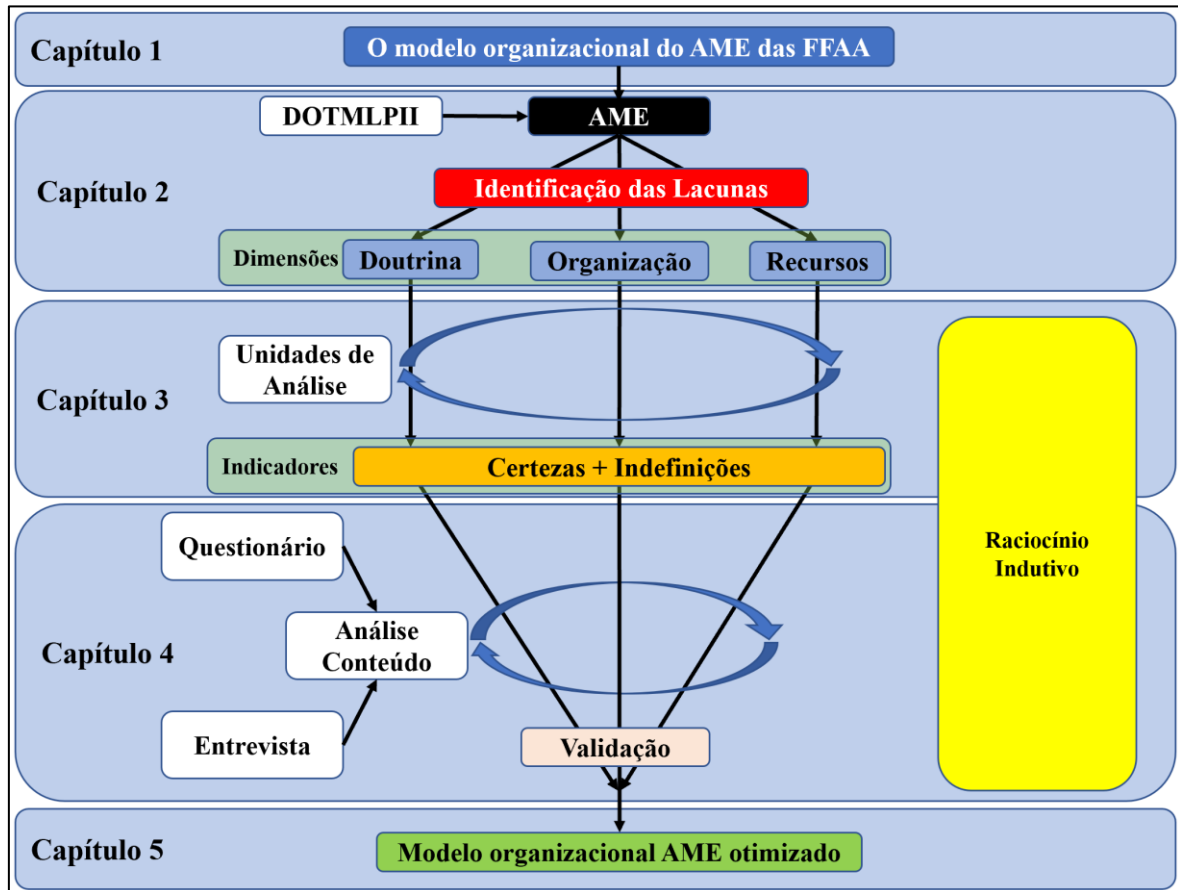 Capítulo 1
O modelo organizacional do AME das FFAA
Capítulo 2
DOTMLPII
AME
Identificação das Lacunas
Dimensões
Doutrina
Organização
Recursos
Capítulo 3
Unidades de
Análise
Indicadores
Certezas + Indefinições
Raciocínio
Indutivo
Capítulo 4
Questionário
Análise
Conteúdo
Entrevista
Validação
Capítulo 5
Modelo organizacional AME otimizado